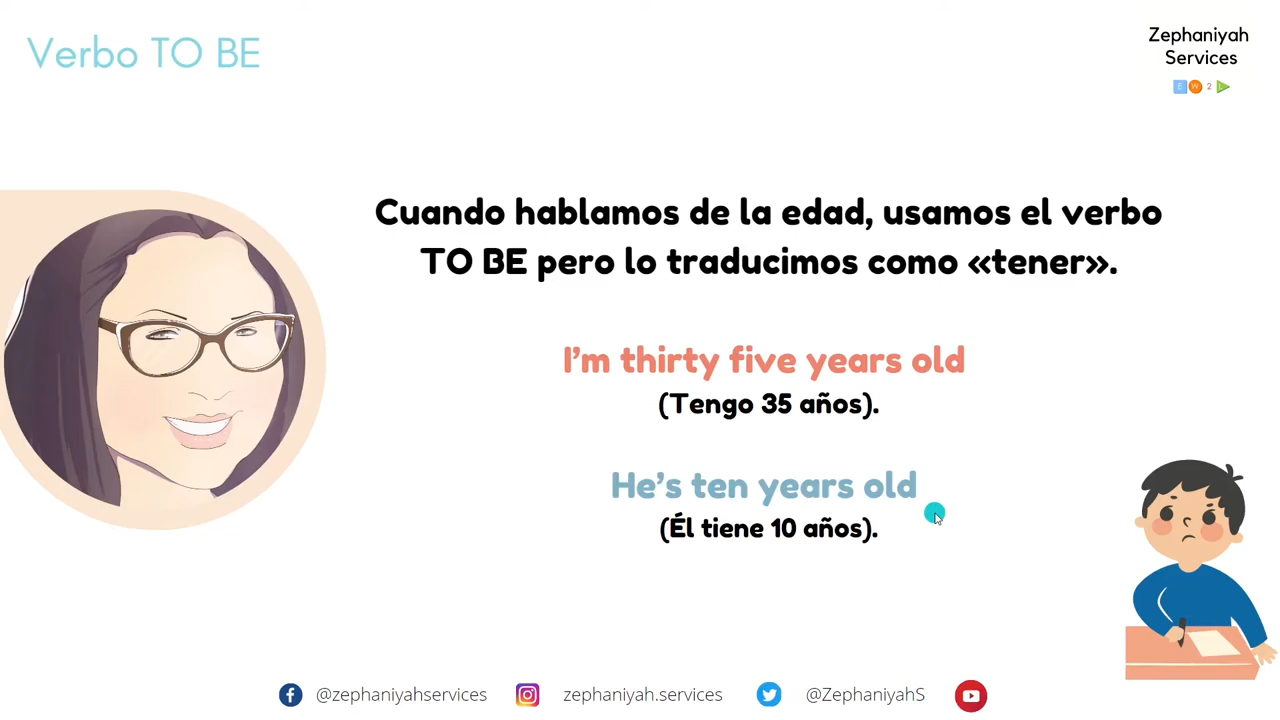 Verbo TO BE
Zephaniyah
Services
E W 2 L
Cuando hablamos de la edad, usamos el verbo
TO BE pero lo traducimos como «tener».
I'm thirty five years old
(Tengo 35 años).
He's ten years old
(Él tiene 10 años).
@zephaniyahservices zephaniyah.services @ZephaniyahS